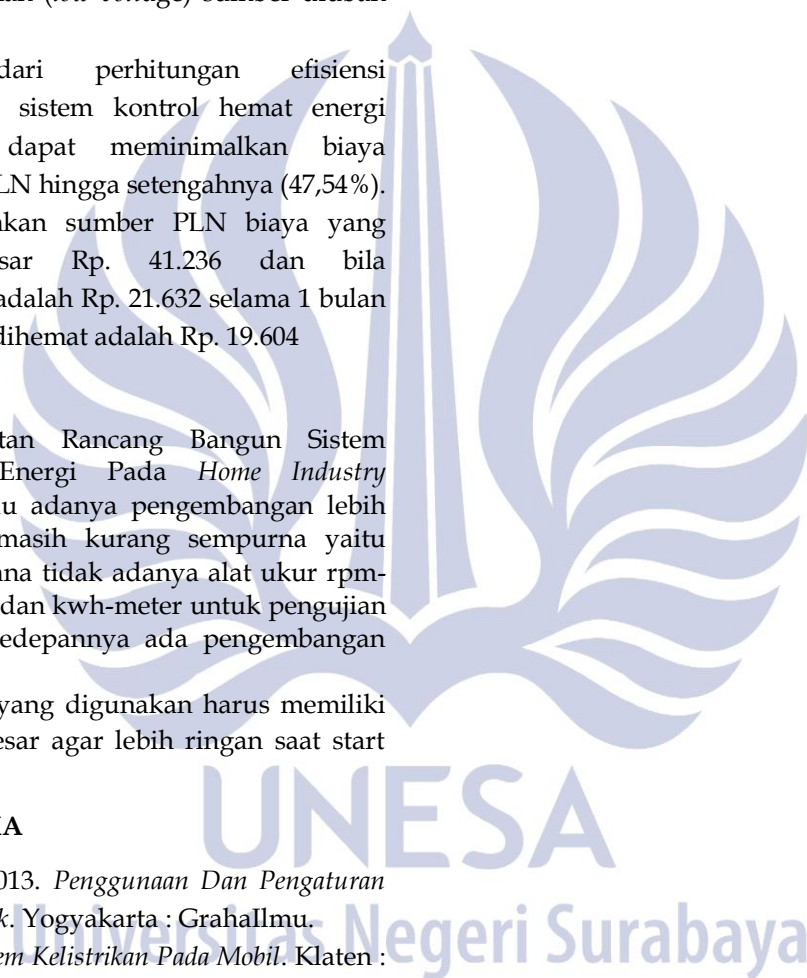 dari perhitungan efisiensi
sistem kontrol hemat energi
dapat meminimalkan biaya
LN hingga setengahnya (47,54%).
akan sumber PLN biaya yang
sar Rp. 41.236 dan bila
adalah Rp. 21.632 selama 1 bulan
dihemat adalah Rp. 19.604
tan Rancang Bangun Sistem
Energi Pada Home Industry
u adanya pengembangan lebih
masih kurang sempurna yaitu
ana tidak adanya alat ukur rpm-
dan kwh-meter untuk pengujian
edepannya ada pengembangan
yang digunakan harus memiliki
esar agar lebih ringan saat start
UNESA
KA
013. Penggunaan Dan Pengaturan
k. Yogyakarta : GrahaIlmu.
Universitas Negeri Surabaya
em Kelistrikan Pada Mobil. Klaten :